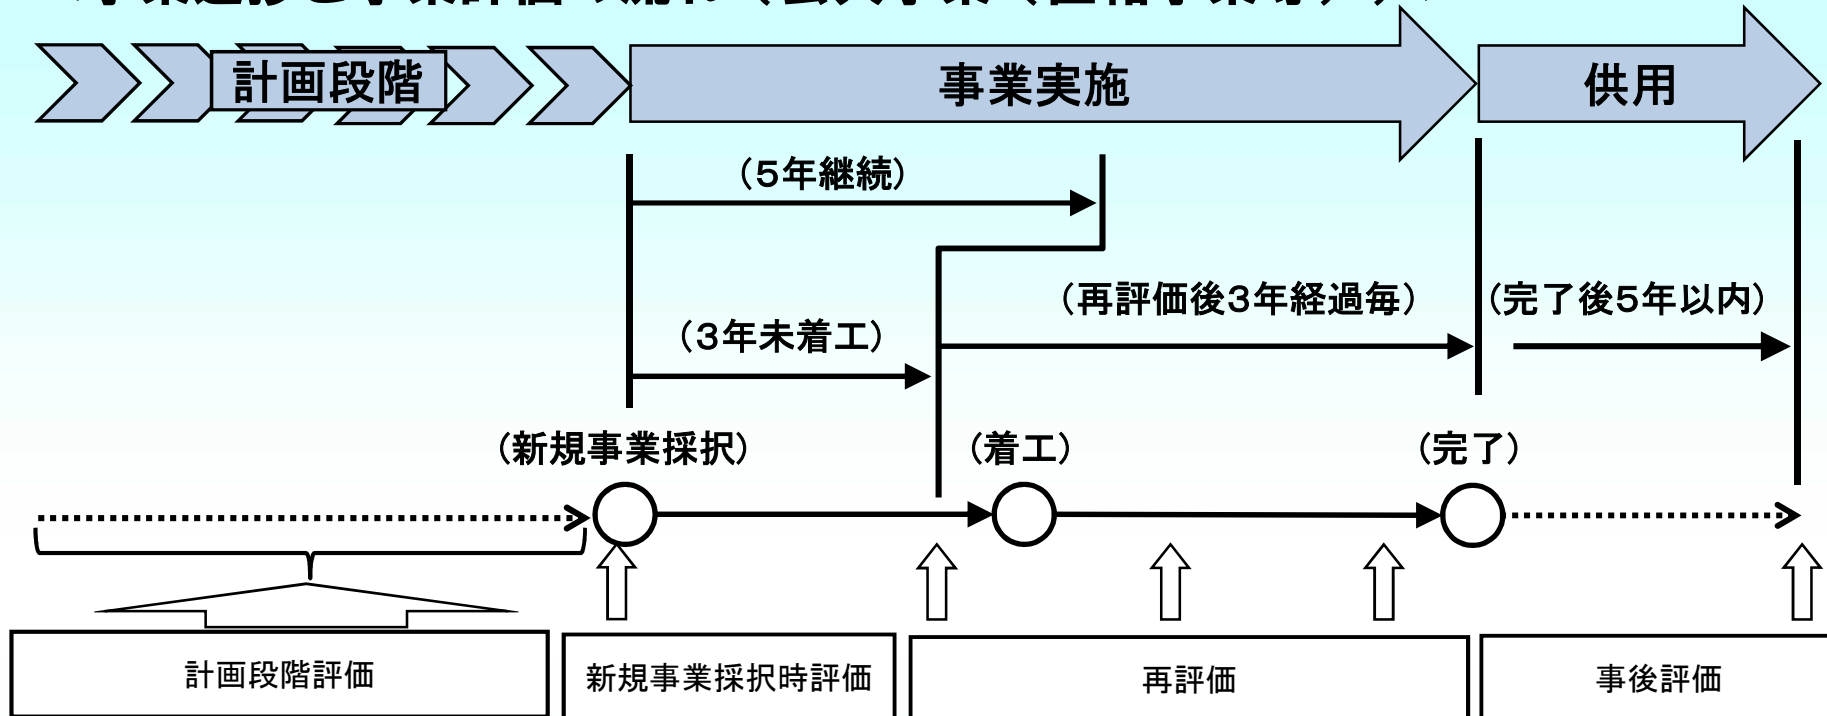 計画段階
事業実施
供用
（5年継続）
（再評価後3年経過毎）
（完了後5年以内）
（3年未着工）
（新規事業採択）
（着工）
（完了）
計画段階評価
新規事業採択時評価
再評価
事後評価